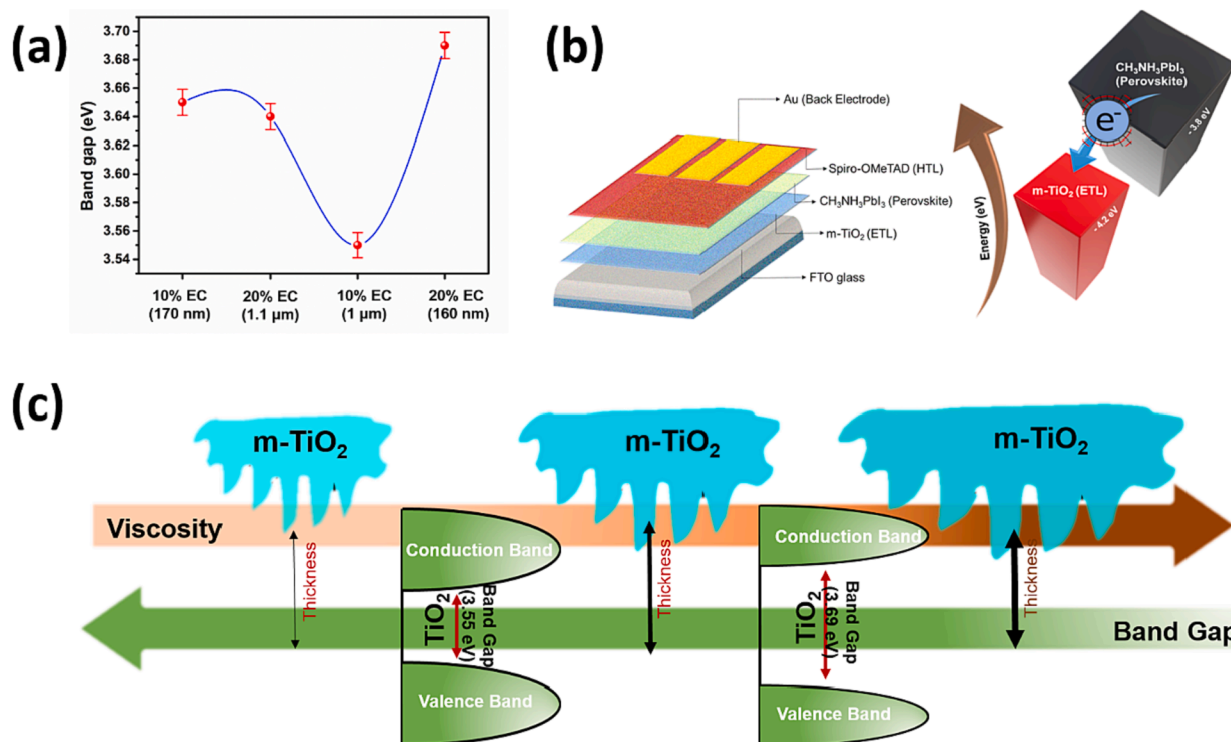 (a)
Band gap (eV)
3.70
3.68
3.66
3.64
3.62
3.60
3.58
3.56
3.54
10% EC
(170 nm)
20% EC
(1.1 µm)
10% EC
(1 µm)
20% EC
(160 nm)
(b)
Au (Back Electrode)
Spiro-OMeTAD (HTL)
CH₃NH₃PbI₃ (Perovskite)
m-TiO₂ (ETL)
FTO glass
Energy (eV)
CH₃NH₃PbI₃
(Perovskite)
e⁻
- 3.8 eV
m-TiO₂ (ETL)
- 4.2 eV
(c)
m-TiO₂
m-TiO₂
m-TiO₂
Viscosity
Thickness
Conduction Band
TiO₂
Band Gap
(3.55 eV)
Valence Band
Thickness
Conduction Band
TiO₂
Band Gap
(3.69 eV)
Valence Band
Thickness
Band Gap